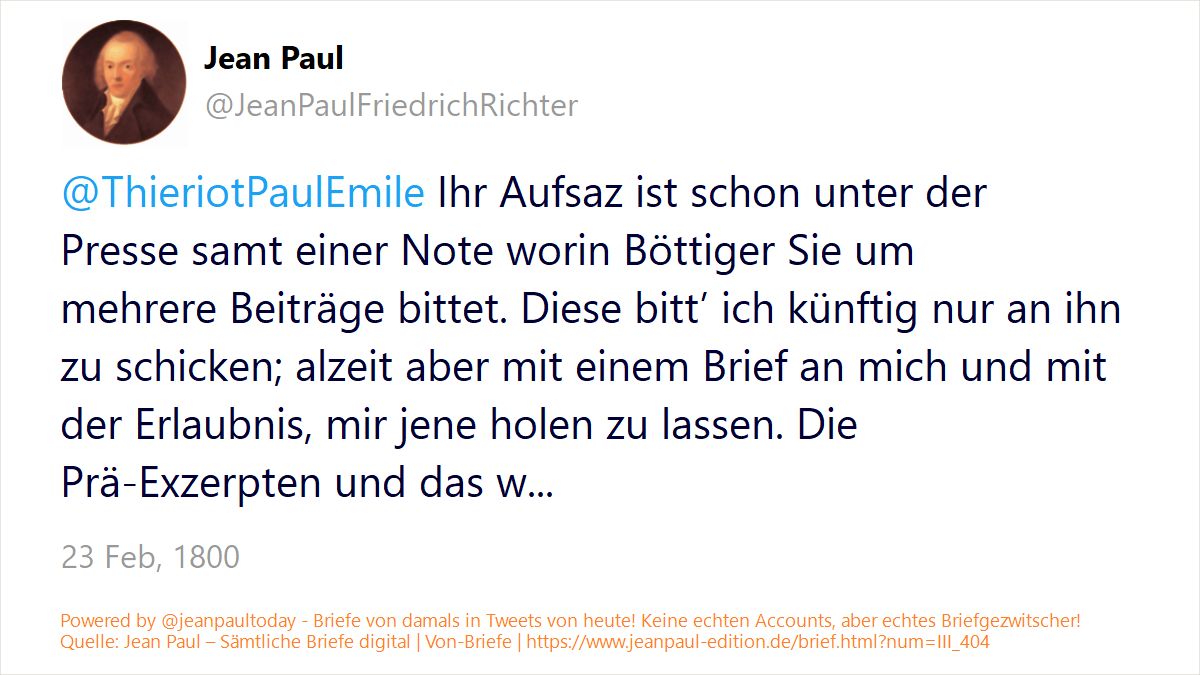 Jean Paul
@JeanPaulFriedrichRichter
@ThieriotPaulEmile Ihr Aufsaz ist schon unter der
Presse samt einer Note worin Böttiger Sie um
mehrere Beiträge bittet. Diese bitt’ ich künftig nur an ihn
zu schicken; alzeit aber mit einem Brief an mich und mit
der Erlaubnis, mir jene holen zu lassen. Die
Prä-Exzerpten und das w...
23 Feb, 1800
Powered by @jeanpaultoday - Briefe von damals in Tweets von heute! Keine echten Accounts, aber echtes Briefgezwitscher!
Quelle: Jean Paul – Sämtliche Briefe digital | Von-Briefe | https://www.jeanpaul-edition.de/brief.html?num=III_404